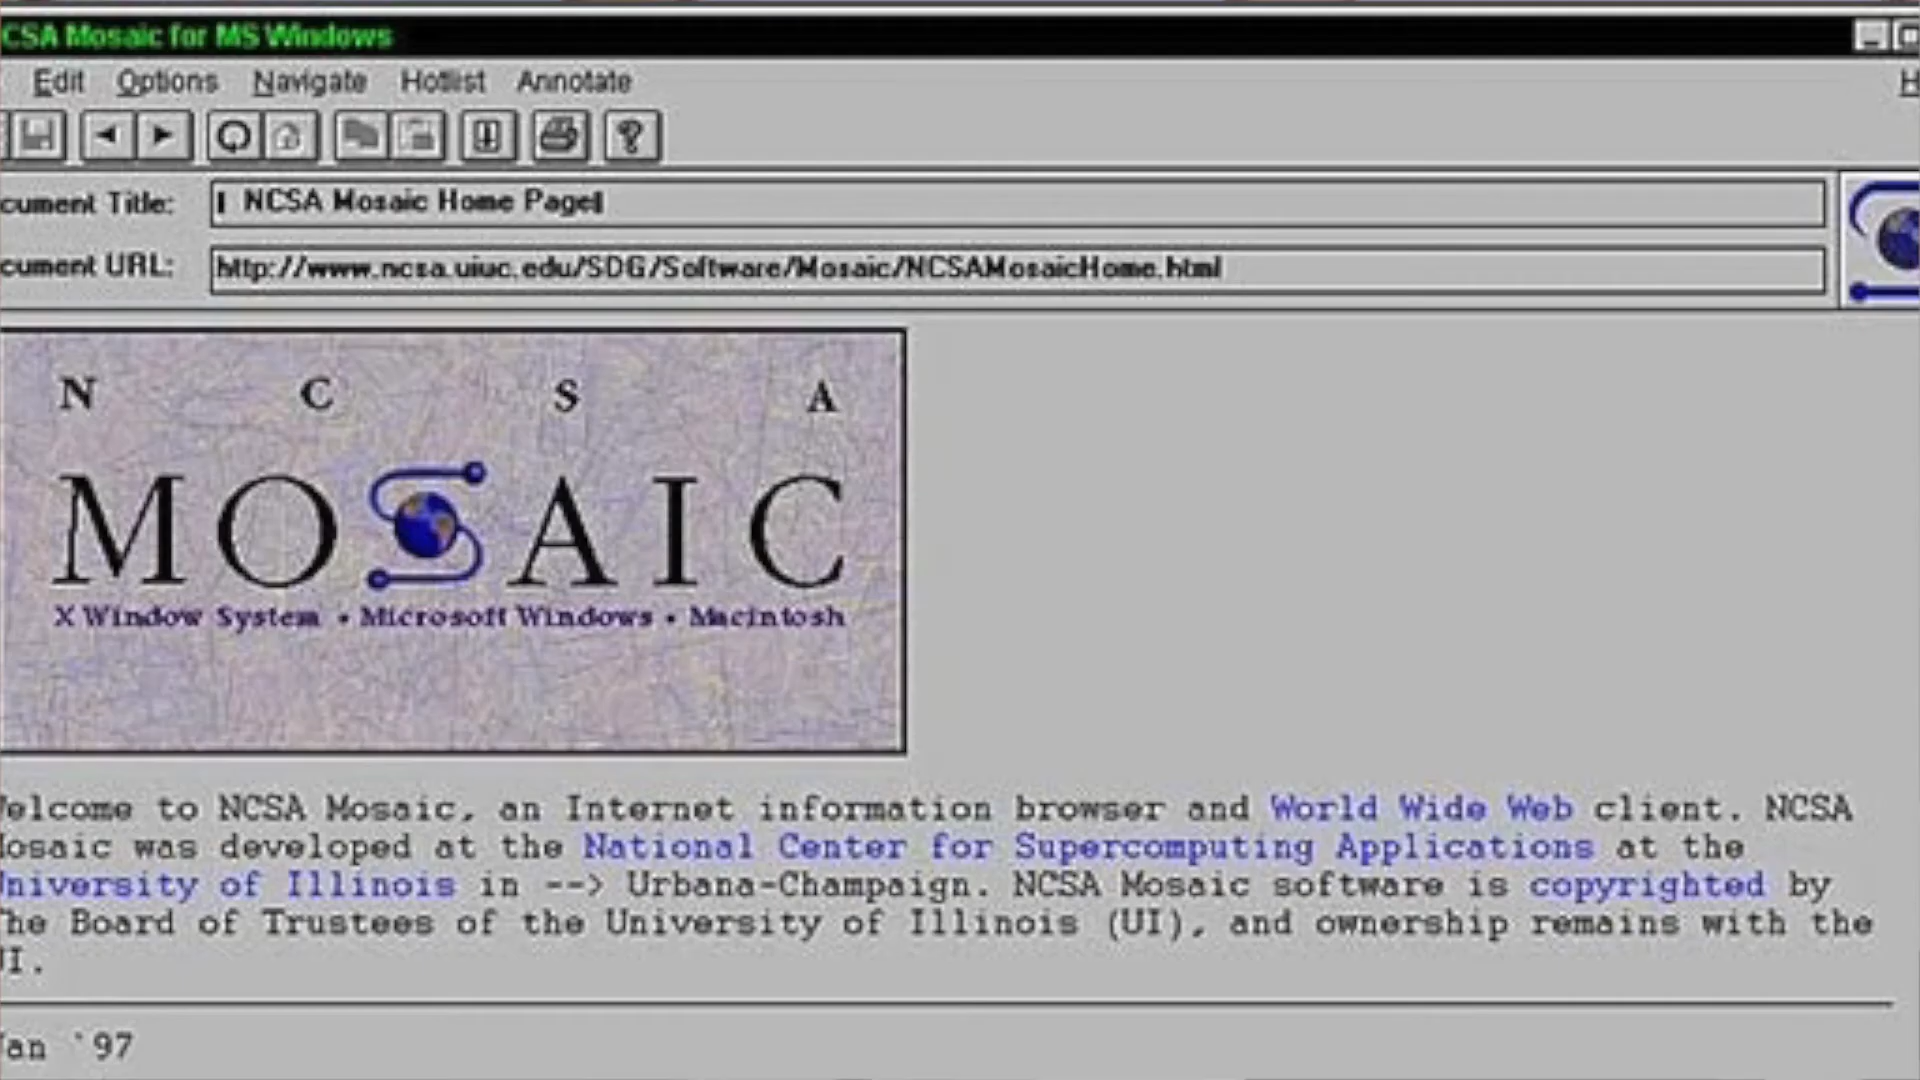 CSA Mosaic for MS Windows
Edit Options Navigate Hotlist Annotate H
cument Title: NCSA Mosaic Home Page
cument URL: http://www.ncsa.uiuc.edu/SDG/Software/Mosaic/NCSAMosaicHome.html
N C S A
MOSAIC
X Window System • Microsoft Windows • Macintosh
elcome to NCSA Mosaic, an Internet information browser and World Wide Web client. NCSA
osaic was developed at the National Center for Supercomputing Applications at the
niversity of Illinois in --> Urbana-Champaign. NCSA Mosaic software is copyrighted by
he Board of Trustees of the University of Illinois (UI), and ownership remains with the
UI.
Jan `97